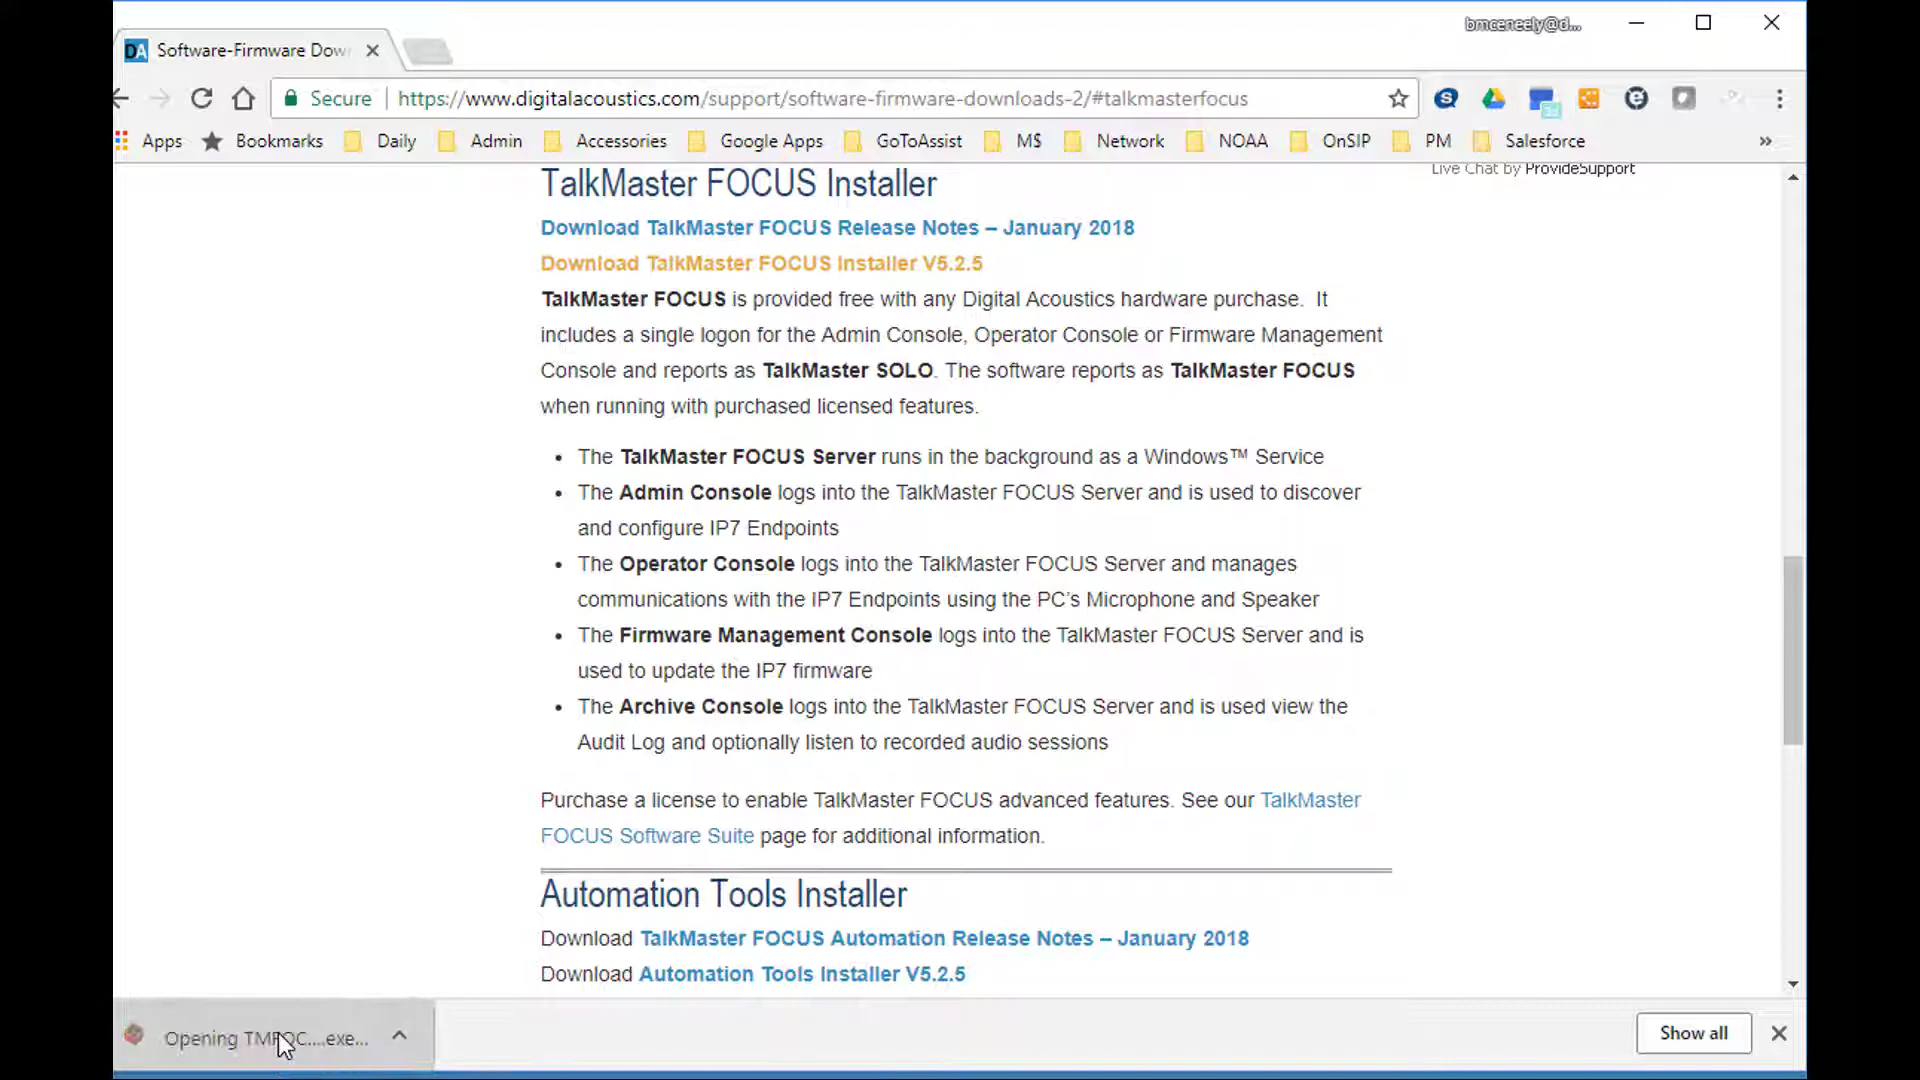 bmceneely@d...
Software-Firmware Dow
Secure https://www.digitalacoustics.com/support/software-firmware-downloads-2/#talkmasterfocus
Apps Bookmarks Daily Admin Accessories Google Apps GoToAssist M$ Network NOAA OnSIP PM Salesforce »
Live Chat by ProvideSupport
TalkMaster FOCUS Installer
Download TalkMaster FOCUS Release Notes – January 2018
Download TalkMaster FOCUS Installer V5.2.5
TalkMaster FOCUS is provided free with any Digital Acoustics hardware purchase. It
includes a single logon for the Admin Console, Operator Console or Firmware Management
Console and reports as TalkMaster SOLO. The software reports as TalkMaster FOCUS
when running with purchased licensed features.
• The TalkMaster FOCUS Server runs in the background as a Windows™ Service
• The Admin Console logs into the TalkMaster FOCUS Server and is used to discover
and configure IP7 Endpoints
• The Operator Console logs into the TalkMaster FOCUS Server and manages
communications with the IP7 Endpoints using the PC's Microphone and Speaker
• The Firmware Management Console logs into the TalkMaster FOCUS Server and is
used to update the IP7 firmware
• The Archive Console logs into the TalkMaster FOCUS Server and is used view the
Audit Log and optionally listen to recorded audio sessions
Purchase a license to enable TalkMaster FOCUS advanced features. See our TalkMaster
FOCUS Software Suite page for additional information.
Automation Tools Installer
Download TalkMaster FOCUS Automation Release Notes – January 2018
Download Automation Tools Installer V5.2.5
Opening TMFOC....exe...
Show all